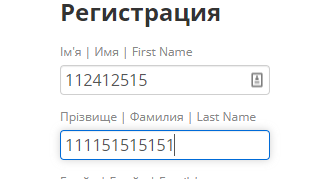 Регистрация
Ім'я | Имя | First Name
112412515
Прізвище | Фамилия | Last Name
111151515151